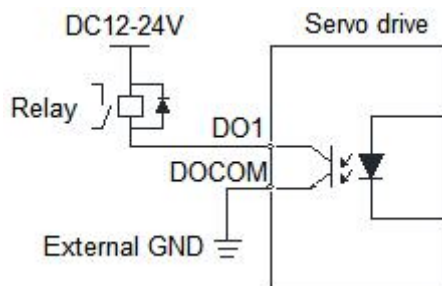 DC12-24V
Servo drive
Relay
DO1
DOCOM
External GND